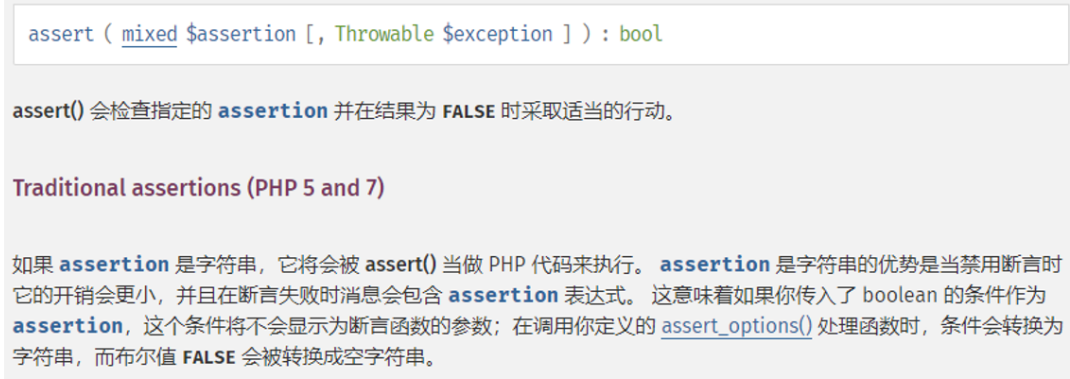 assert ( mixed $assertion [, Throwable $exception ] ) : bool
assert() 会检查指定的 assertion 并在结果为 FALSE 时采取适当的行动。
Traditional assertions (PHP 5 and 7)
如果 assertion 是字符串，它将会被 assert() 当做 PHP 代码来执行。 assertion 是字符串的优势是当禁用断言时
它的开销会更小，并且在断言失败时消息会包含 assertion 表达式。 这意味着如果你传入了 boolean 的条件作为
assertion，这个条件将不会显示为断言函数的参数；在调用你定义的 assert_options() 处理函数时，条件会转换为
字符串，而布尔值 FALSE 会被转换成空字符串。